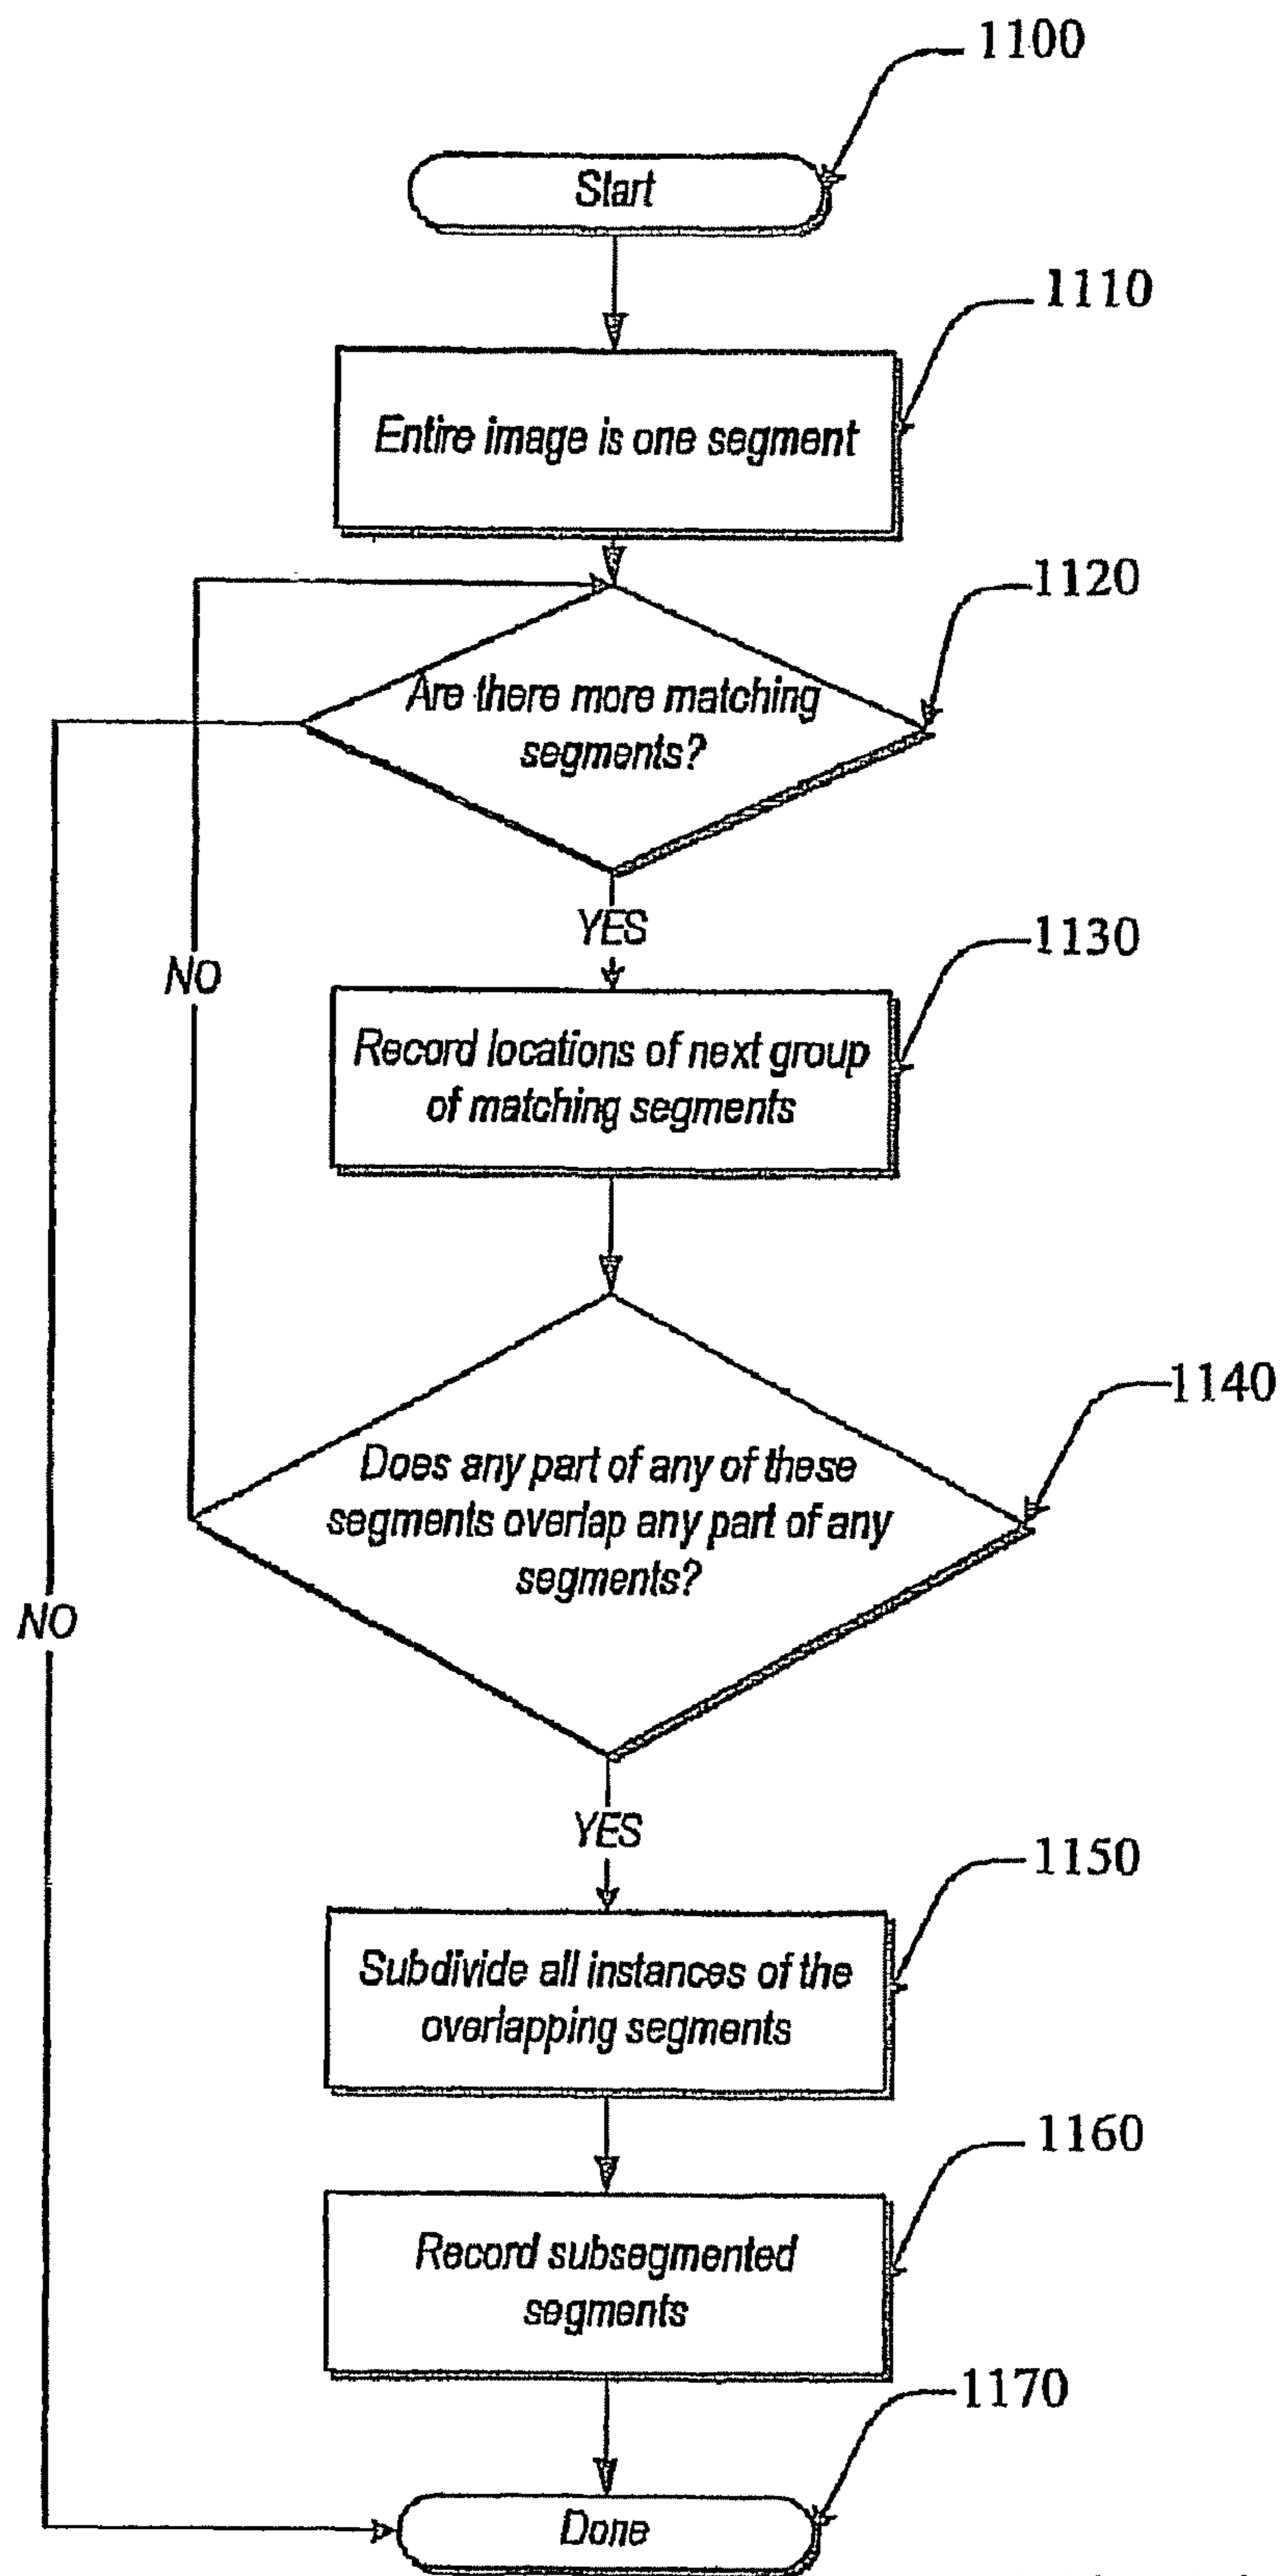 1100
Start
1110
Entire image is one segment
1120
Are there more matching
segments?
YES
1130
NO
Record locations of next group
of matching segments
1140
Does any part of any of these
segments overlap any part of any
segments?
NO
YES
1150
Subdivide all instances of the
overlapping segments
1160
Record subsegmented
segments
1170
Done